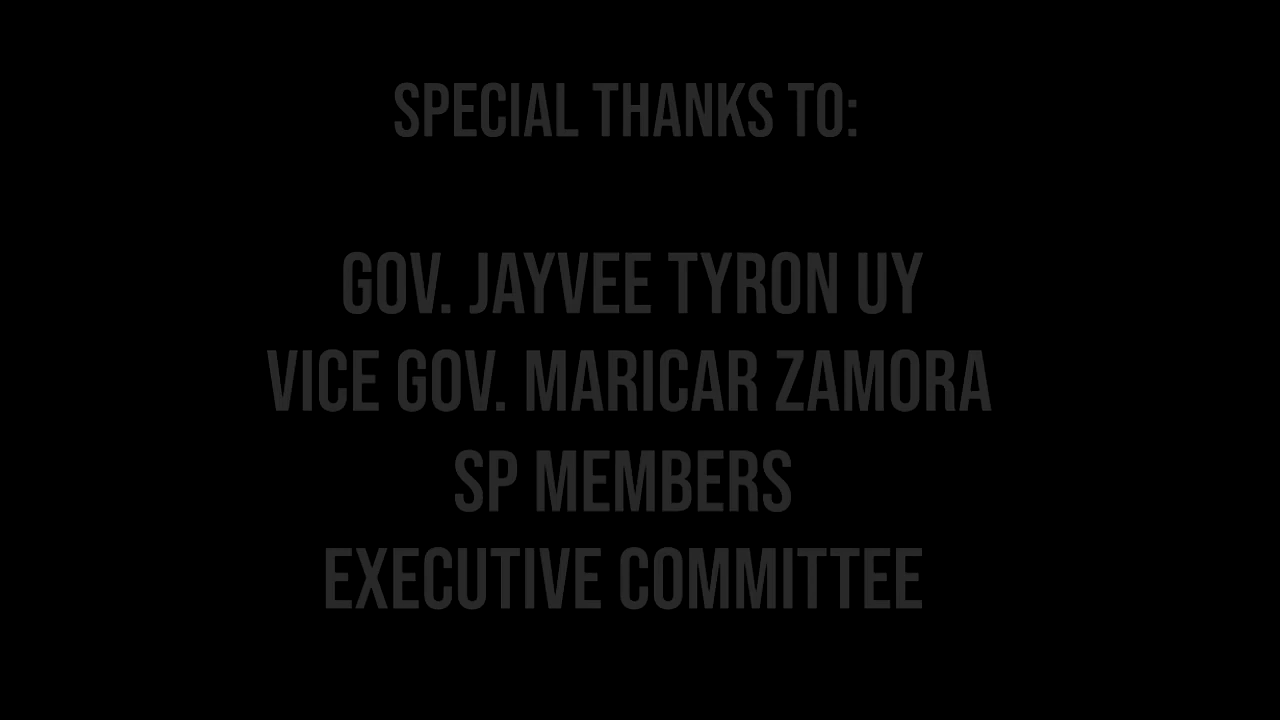 SPECIAL THANKS TO:
GOV. JAYVEE TYRON UY
VICE GOV. MARICAR ZAMORA
SP MEMBERS
EXECUTIVE COMMITTEE